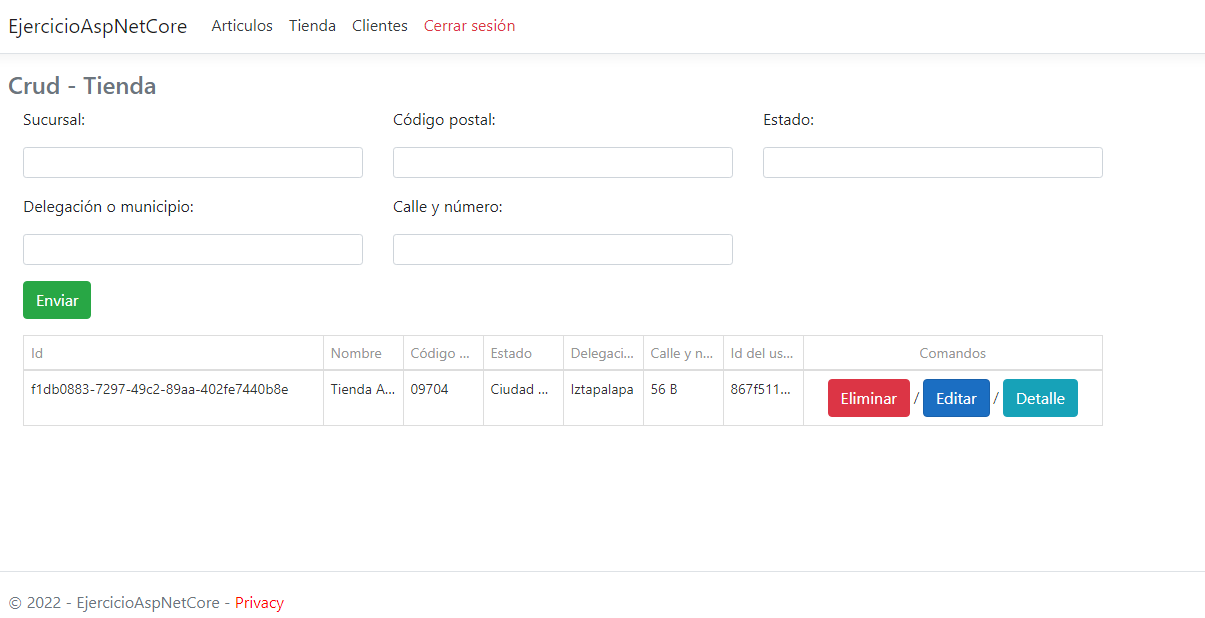 EjercicioAspNetCore Articulos Tienda Clientes Cerrar sesión
Crud - Tienda
Sucursal: Código postal: Estado:
Delegación o municipio: Calle y número:
Enviar
Id Nombre Código ... Estado Delegaci... Calle y n... Id del us... Comandos
f1db0883-7297-49c2-89aa-402fe7440b8e Tienda A... 09704 Ciudad ... Iztapalapa 56 B 867f511... Eliminar / Editar / Detalle
© 2022 - EjercicioAspNetCore - Privacy